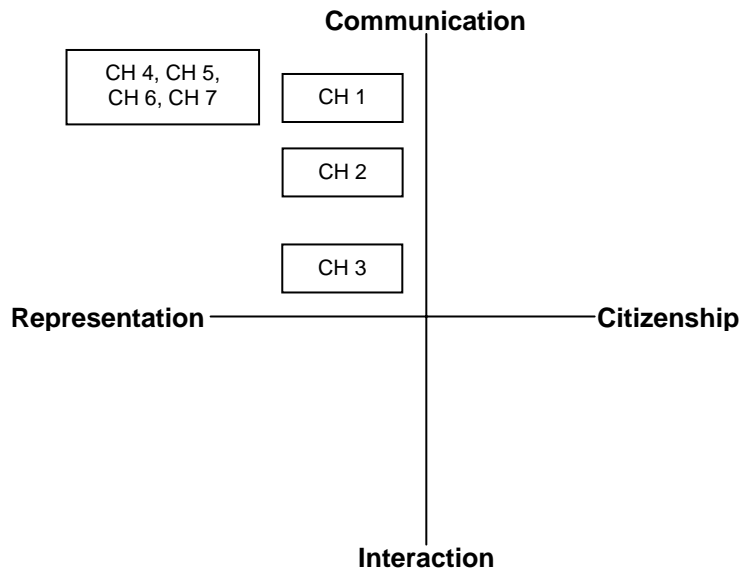 Communication
CH 4, CH 5,
CH 6, CH 7
CH 1
CH 2
CH 3
Representation
Citizenship
Interaction